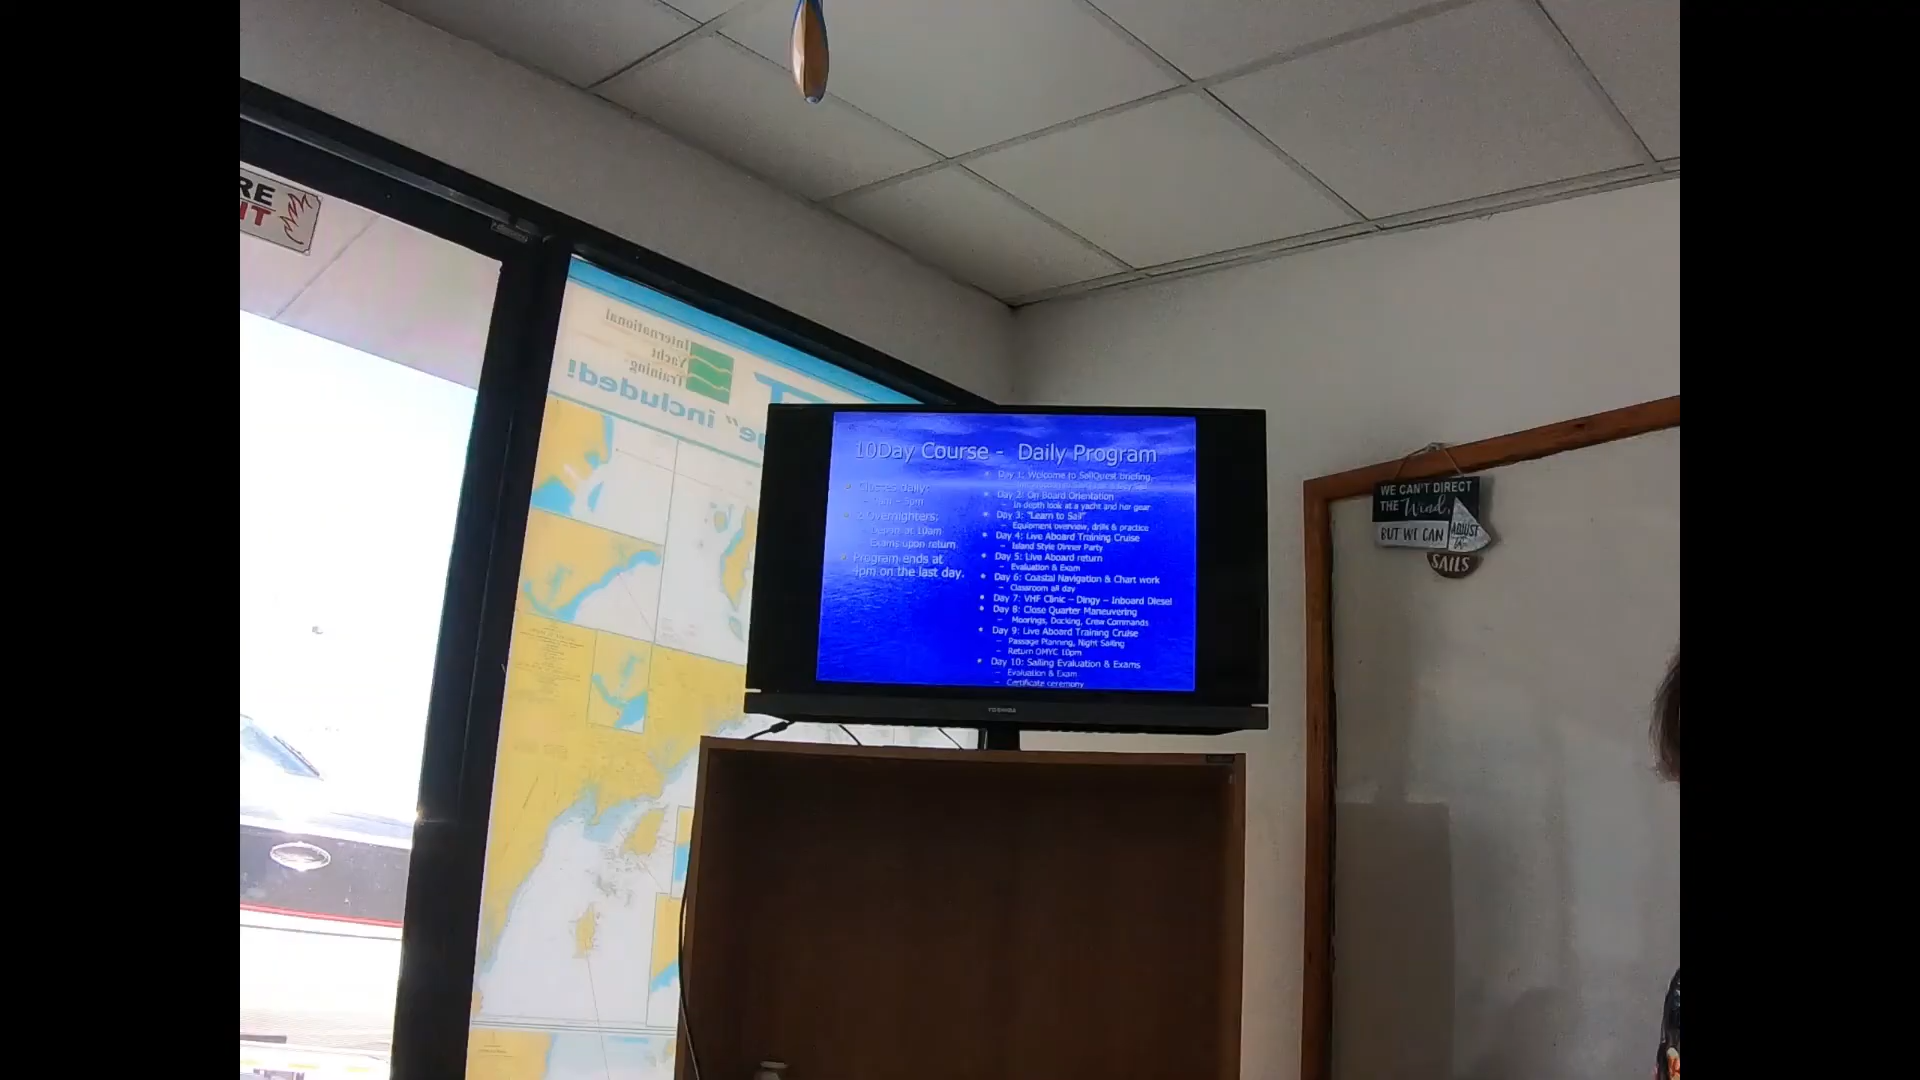 RE
IT
International
Yacht
Training
e" included!
10Day Course - Daily Program
Classes daily:
- 5pm
Overnighters:
Depart at 10am
Exams upon return
Program ends at
4pm on the last day.
Day 1: Welcome to SailQuest briefing,
Day 2: On Board Orientation
– In depth look at a yacht and her gear
Day 3: "Learn to Sail"
– Equipment overview, drills & practice
Day 4: Live Aboard Training Cruise
– Island Style Dinner Party
Day 5: Live Aboard return
– Evaluation & Exam
Day 6: Coastal Navigation & Chart work
– Classroom all day
Day 7: VHF Clinic – Dingy – Inboard Diesel
Day 8: Close Quarter Maneuvering
– Moorings, Docking, Crew Commands
Day 9: Live Aboard Training Cruise
– Passage Planning, Night Sailing
– Return OMYC 10pm
Day 10: Sailing Evaluation & Exams
– Evaluation & Exam
– Certificate ceremony
TOSHIBA
WE CAN'T DIRECT
THE Wind,
BUT WE CAN
ADJUST
the
SAILS